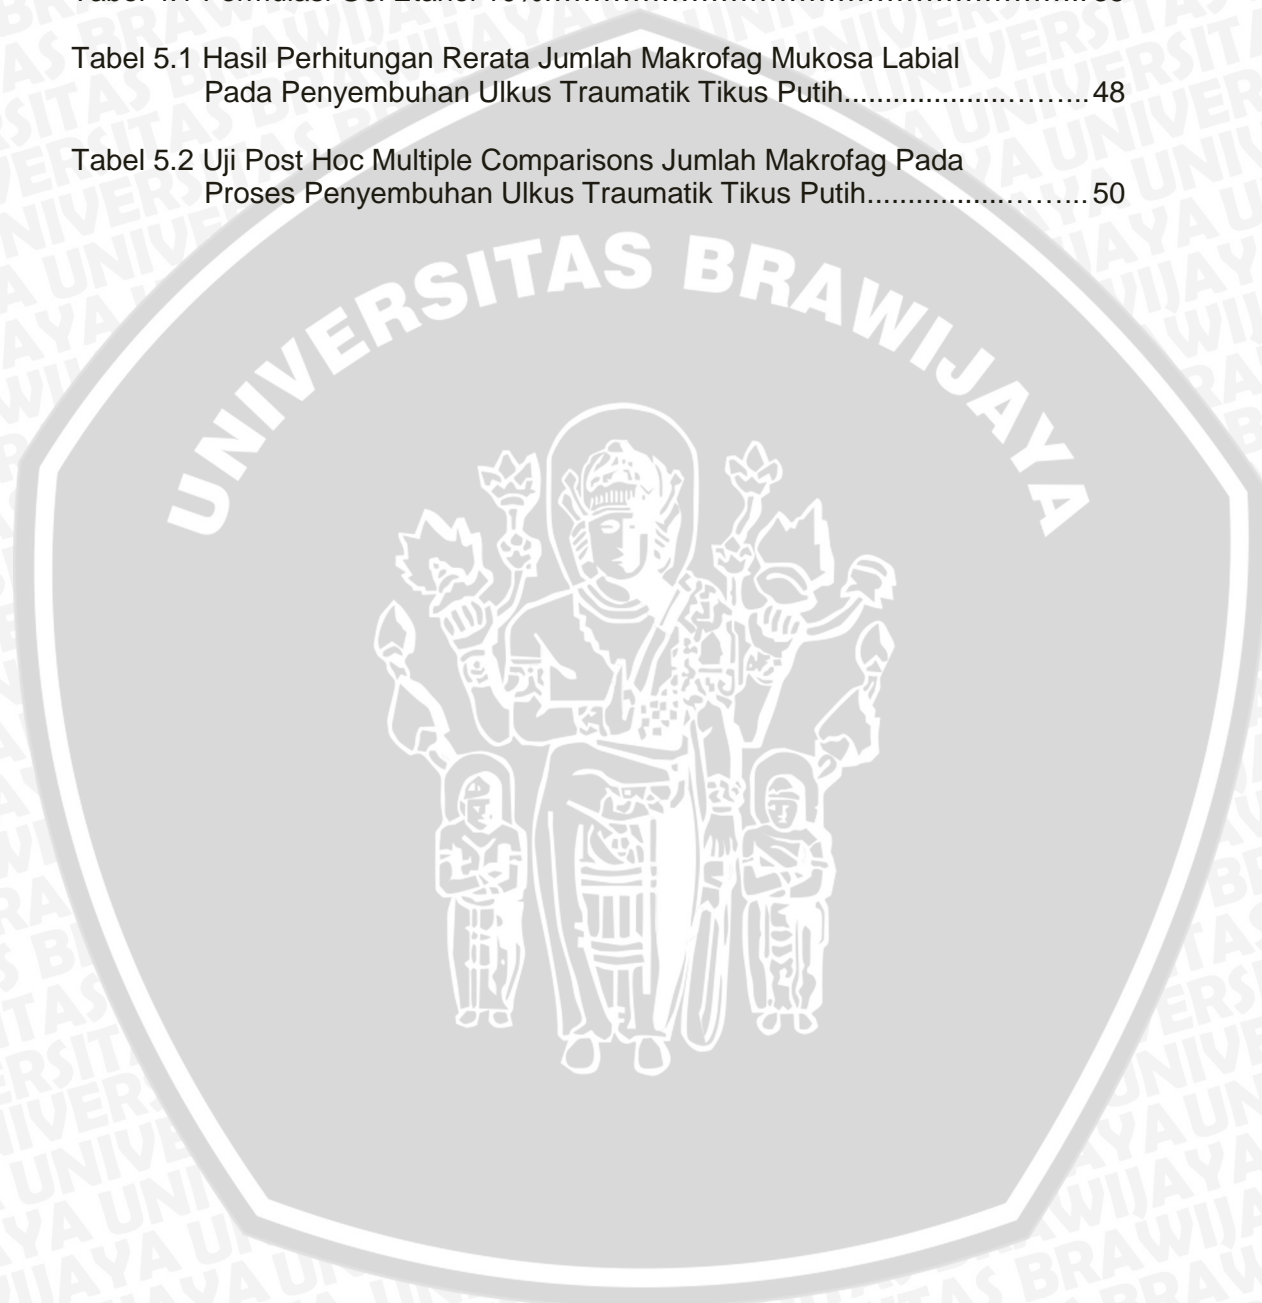 Tabel 5.1 Hasil Perhitungan Rerata Jumlah Makrofag Mukosa Labial
Pada Penyembuhan Ulkus Traumatik Tikus Putih............................48
Tabel 5.2 Uji Post Hoc Multiple Comparisons Jumlah Makrofag Pada
Proses Penyembuhan Ulkus Traumatik Tikus Putih..........................50
UNIVERSITAS BRAWIJAYA